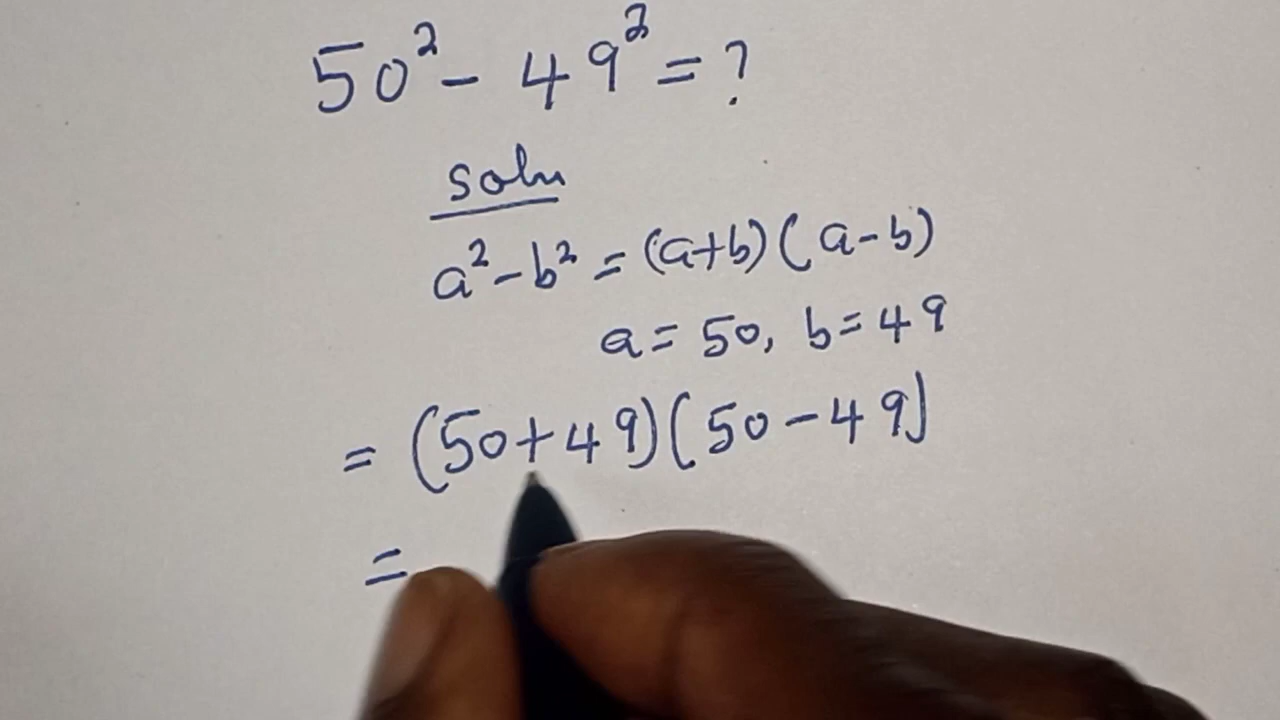 50² - 49² = ?
soln
a² - b² = (a+b)(a-b)
a = 50, b = 49
= (50+49)(50-49)
=